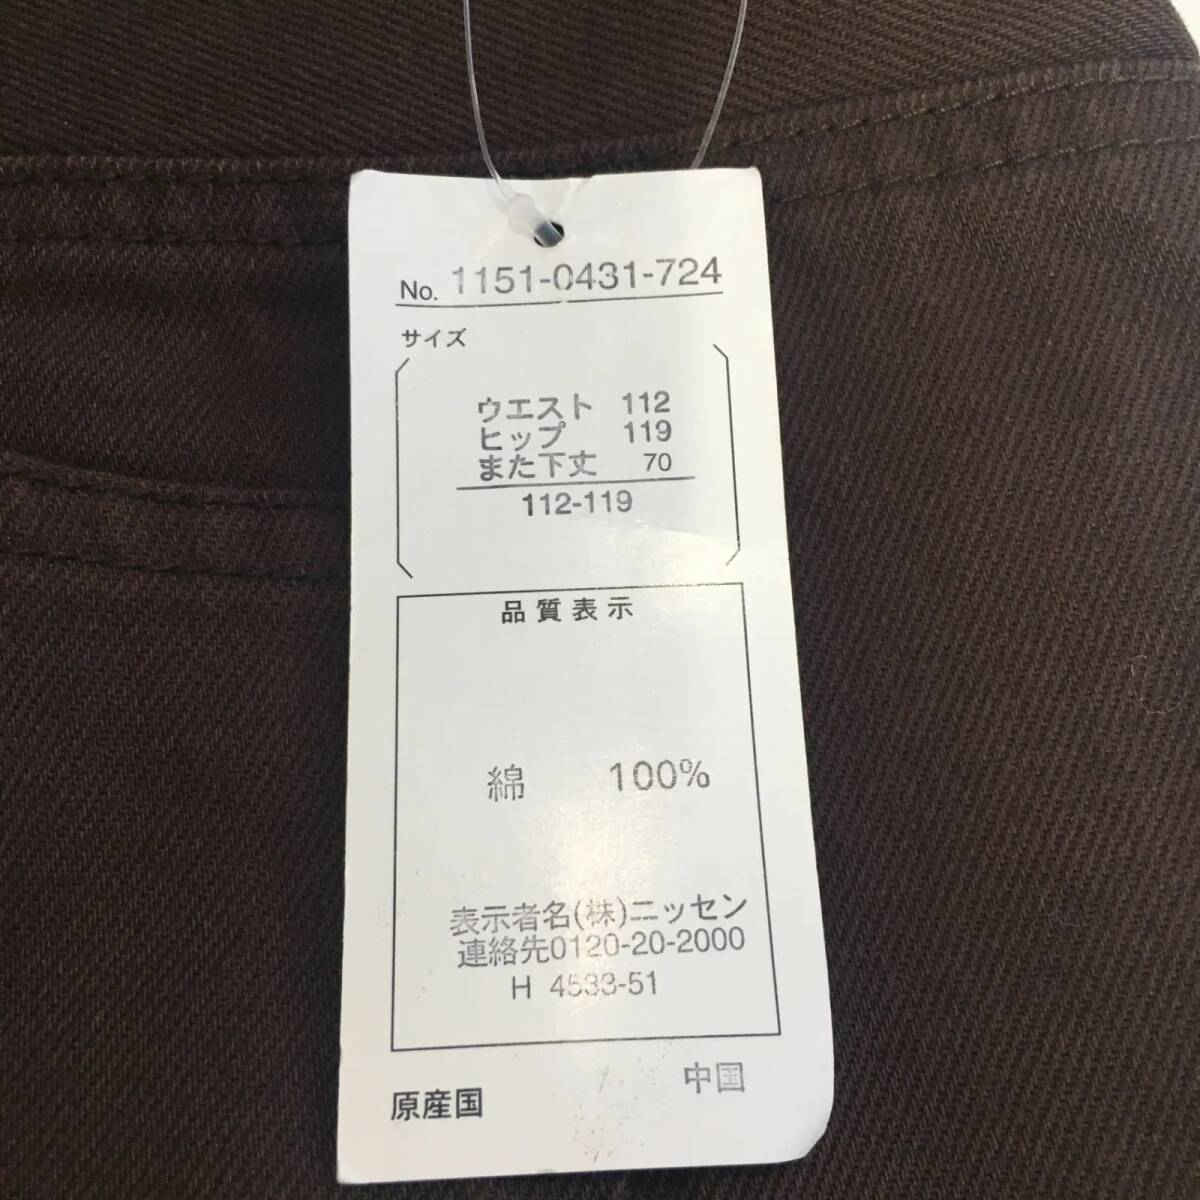 No. 1151-0431-724
サイズ
ウエスト 112
ヒップ 119
また下丈 70
112-119
品質表示
綿 100%
表示者名(株)ニッセン
連絡先0120-20-2000
H 4533-51
中国
原産国